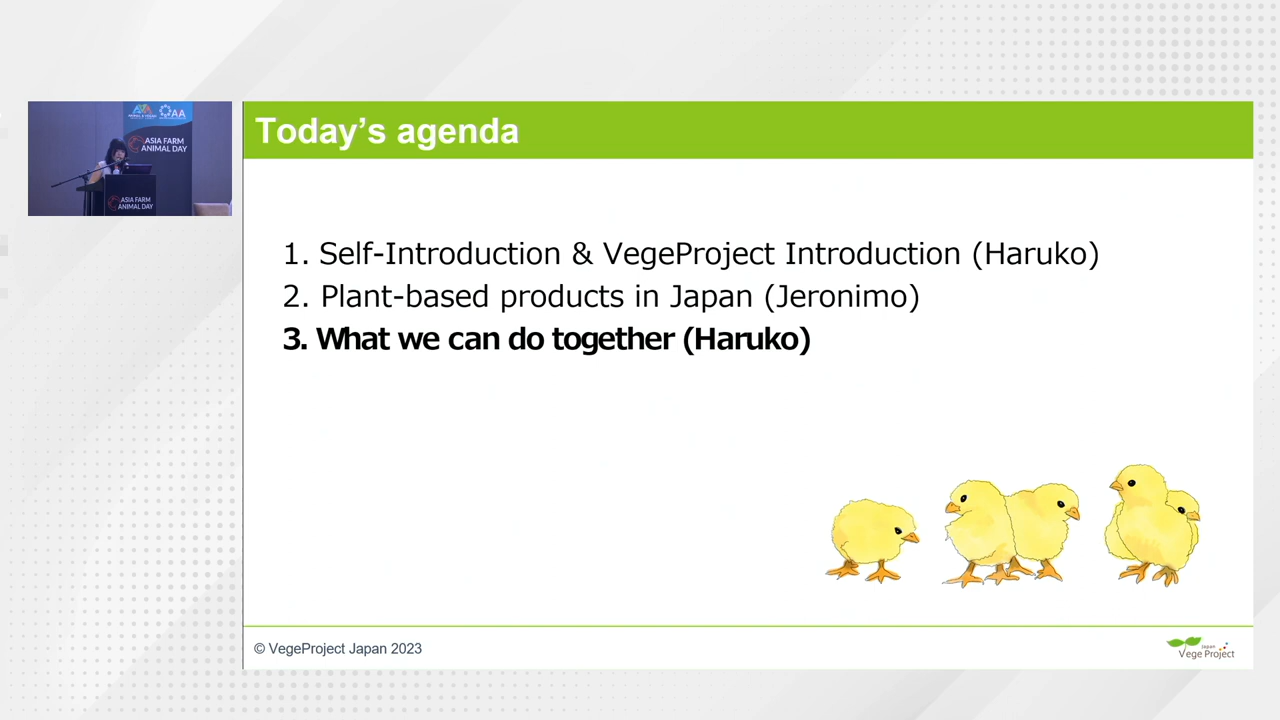 AA
ASIA FARM
ANIMAL DAY
ASIA FARM
ANIMAL DAY
Today's agenda
1. Self-Introduction & VegeProject Introduction (Haruko)
2. Plant-based products in Japan (Jeronimo)
3. What we can do together (Haruko)
© VegeProject Japan 2023
Japan
Vege Project